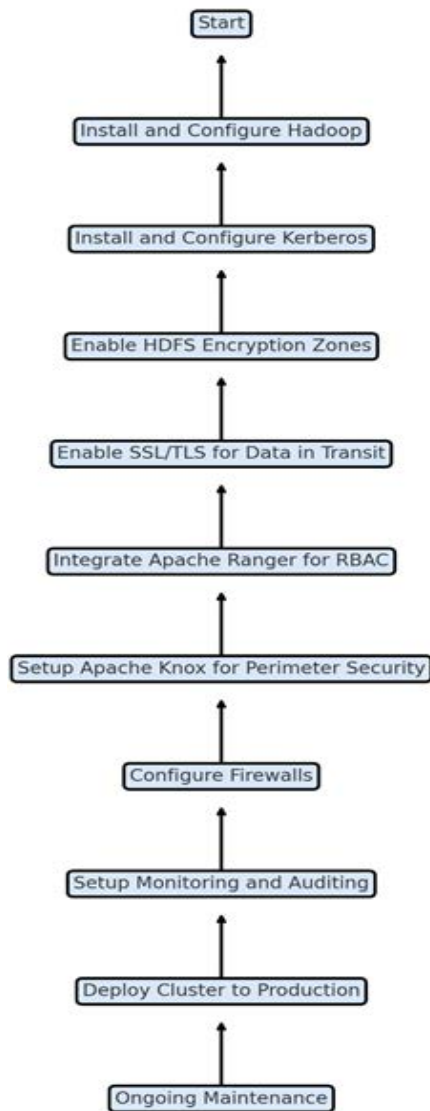 Start
Install and Configure Hadoop
Install and Configure Kerberos
Enable HDFS Encryption Zones
Enable SSL/TLS for Data in Transit
Integrate Apache Ranger for RBAC
Setup Apache Knox for Perimeter Security
Configure Firewalls
Setup Monitoring and Auditing
Deploy Cluster to Production
Ongoing Maintenance